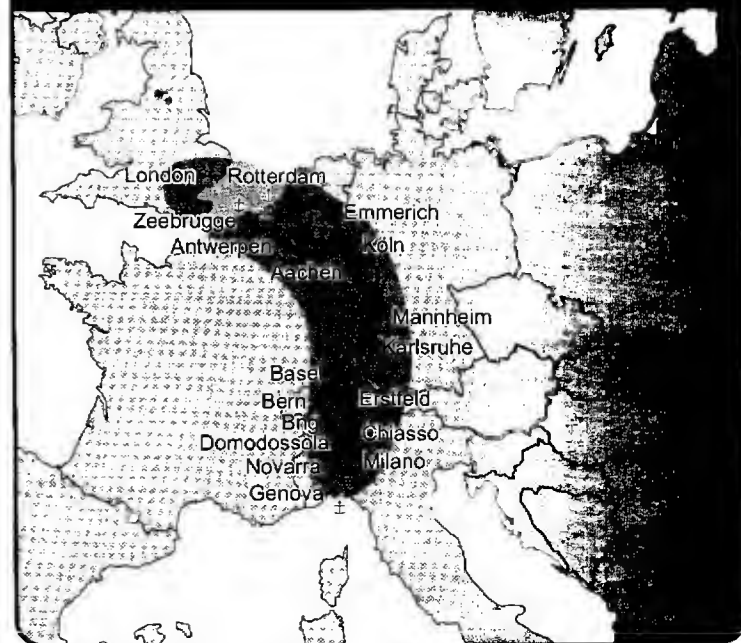 London
Rotterdam
Zeebrugge
Emmerich
Antwerpen
Köln
Aachen
Mannheim
Karlsruhe
Basel
Bern
Erstfeld
Brig
Chiasso
Domodossola
Novarra
Milano
Genova